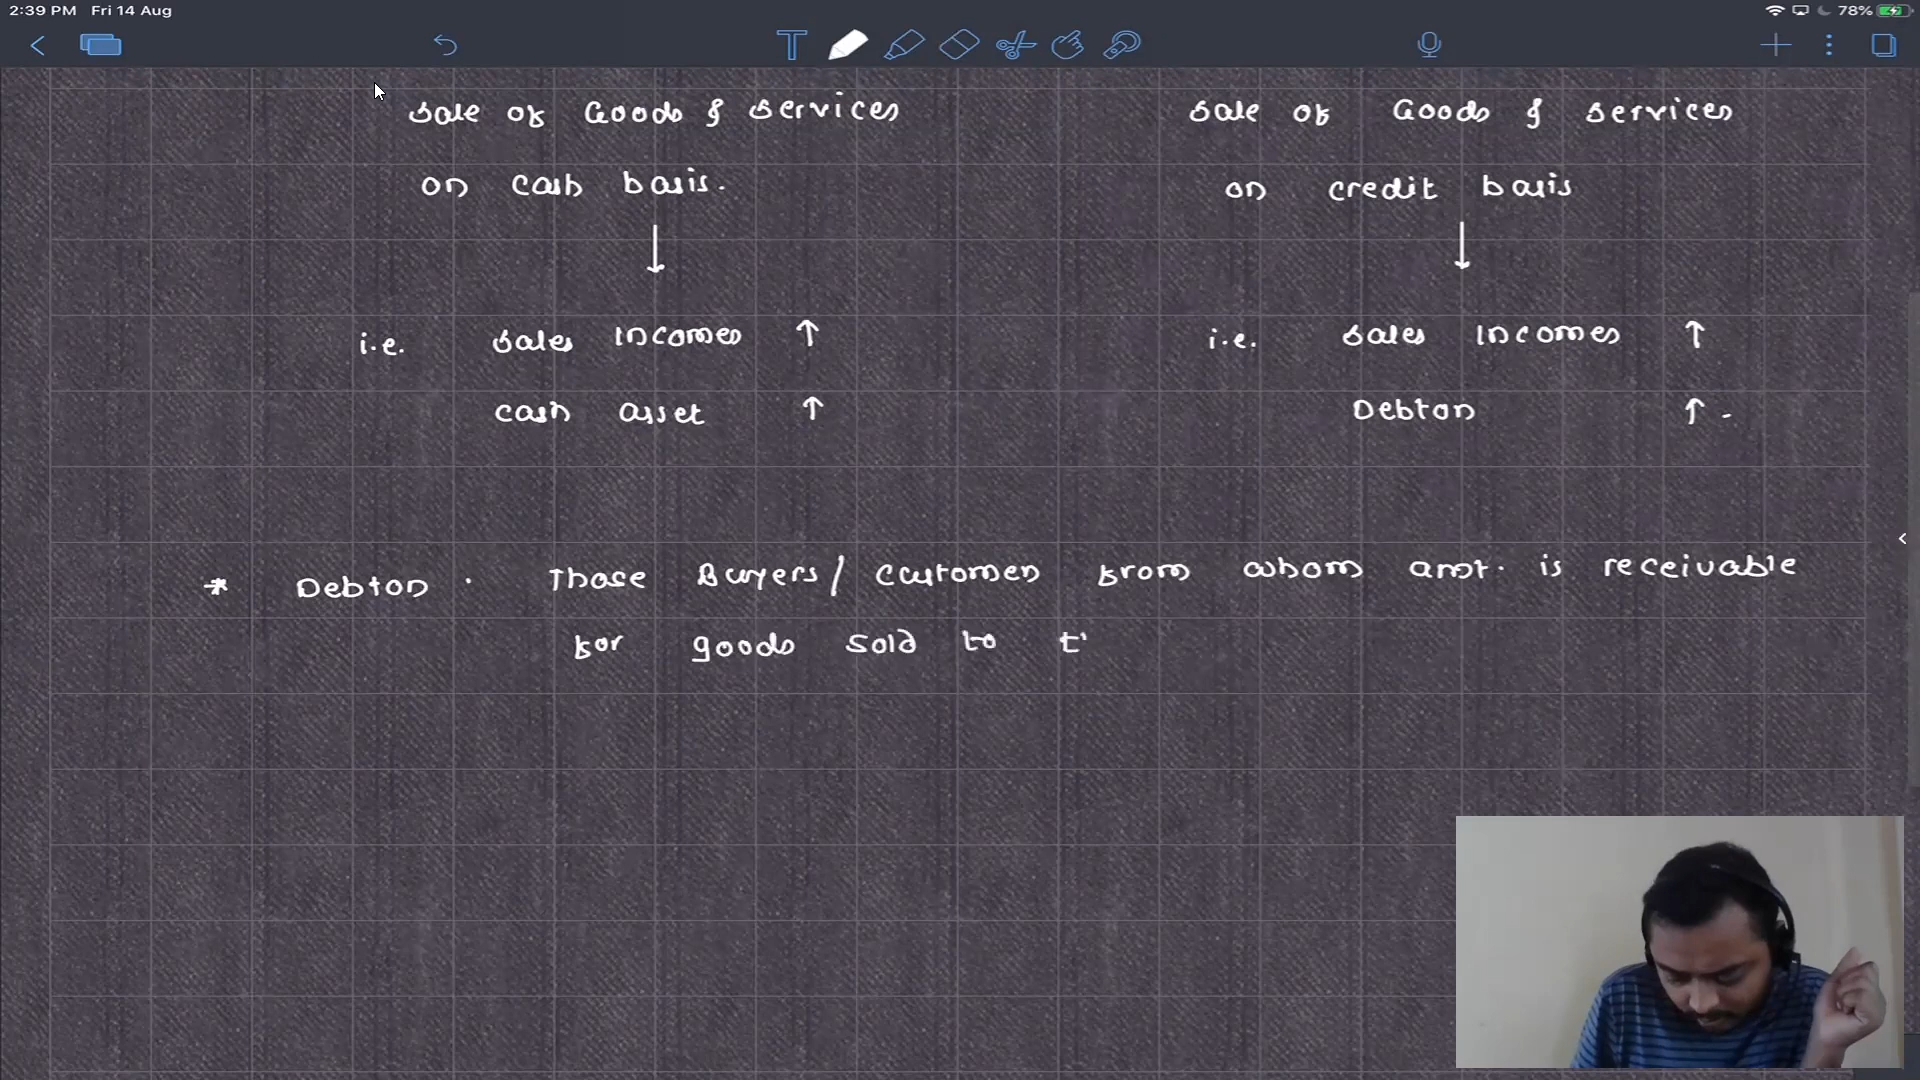 2:39 PM Fri 14 Aug 78%
T
Sale of Goods & Services
on cash basis.
i.e. Sales Incomes ↑
cash asset ↑
Sale of Goods & Services
on credit basis
i.e. Sales Incomes ↑
Debtors ↑ -
* Debtors . Those Buyers / Customers from whom amt. is receivable
for goods sold to t'